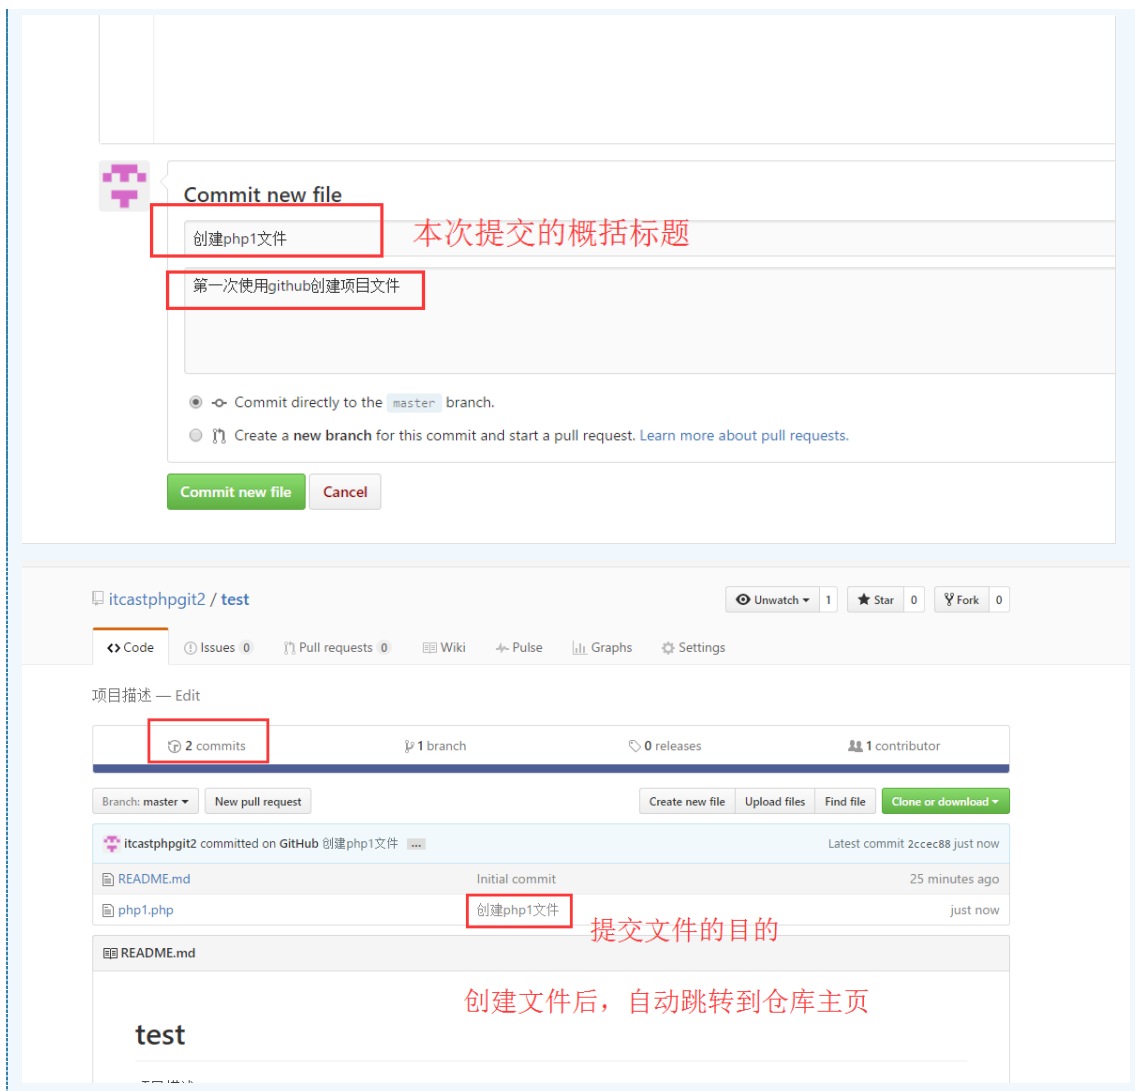 Commit new file
创建php1文件
本次提交的概括标题
第一次使用github创建项目文件
Commit directly to the master branch.
Create a new branch for this commit and start a pull request. Learn more about pull requests.
Commit new file Cancel
itcastphpgit2 / test
Unwatch 1 Star 0 Fork 0
Code Issues 0 Pull requests 0 Wiki Pulse Graphs Settings
项目描述 — Edit
2 commits 1 branch 0 releases 1 contributor
Branch: master New pull request Create new file Upload files Find file Clone or download
itcastphpgit2 committed on GitHub 创建php1文件 ... Latest commit 2ccec88 just now
README.md Initial commit 25 minutes ago
php1.php 创建php1文件 just now
提交文件的目的
README.md
创建文件后，自动跳转到仓库主页
test